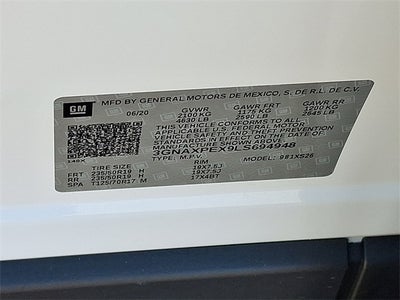 GM
MFD BY GENERAL MOTORS DE MEXICO, S. DE R.L. DE C.V.
06/20 GVWR GAWR FRT GAWR RR
2100 KG 1175 KG 1200 KG
4630 LB 2590 LB 2645 LB
THIS VEHICLE CONFORMS TO ALL
APPLICABLE U.S. FEDERAL MOTOR
VEHICLE SAFETY AND THEFT PREVENTION
STANDARDS IN EFFECT ON THE DATE OF
MANUFACTURE SHOWN ABOVE.
3GNAXPEX9LS694948
TYPE: M.P.V. MODEL: 981XS26
TIRE SIZE RIM
FRT 235/50R19 H 19X7.5J
RR 235/50R19 H 19X7.5J
SPA T125/70R17 M 17X4BT